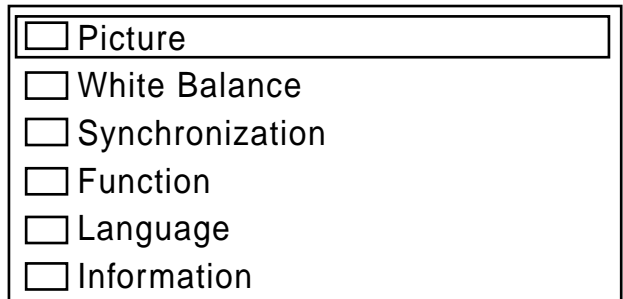 Picture
White Balance
Synchronization
Function
Language
Information